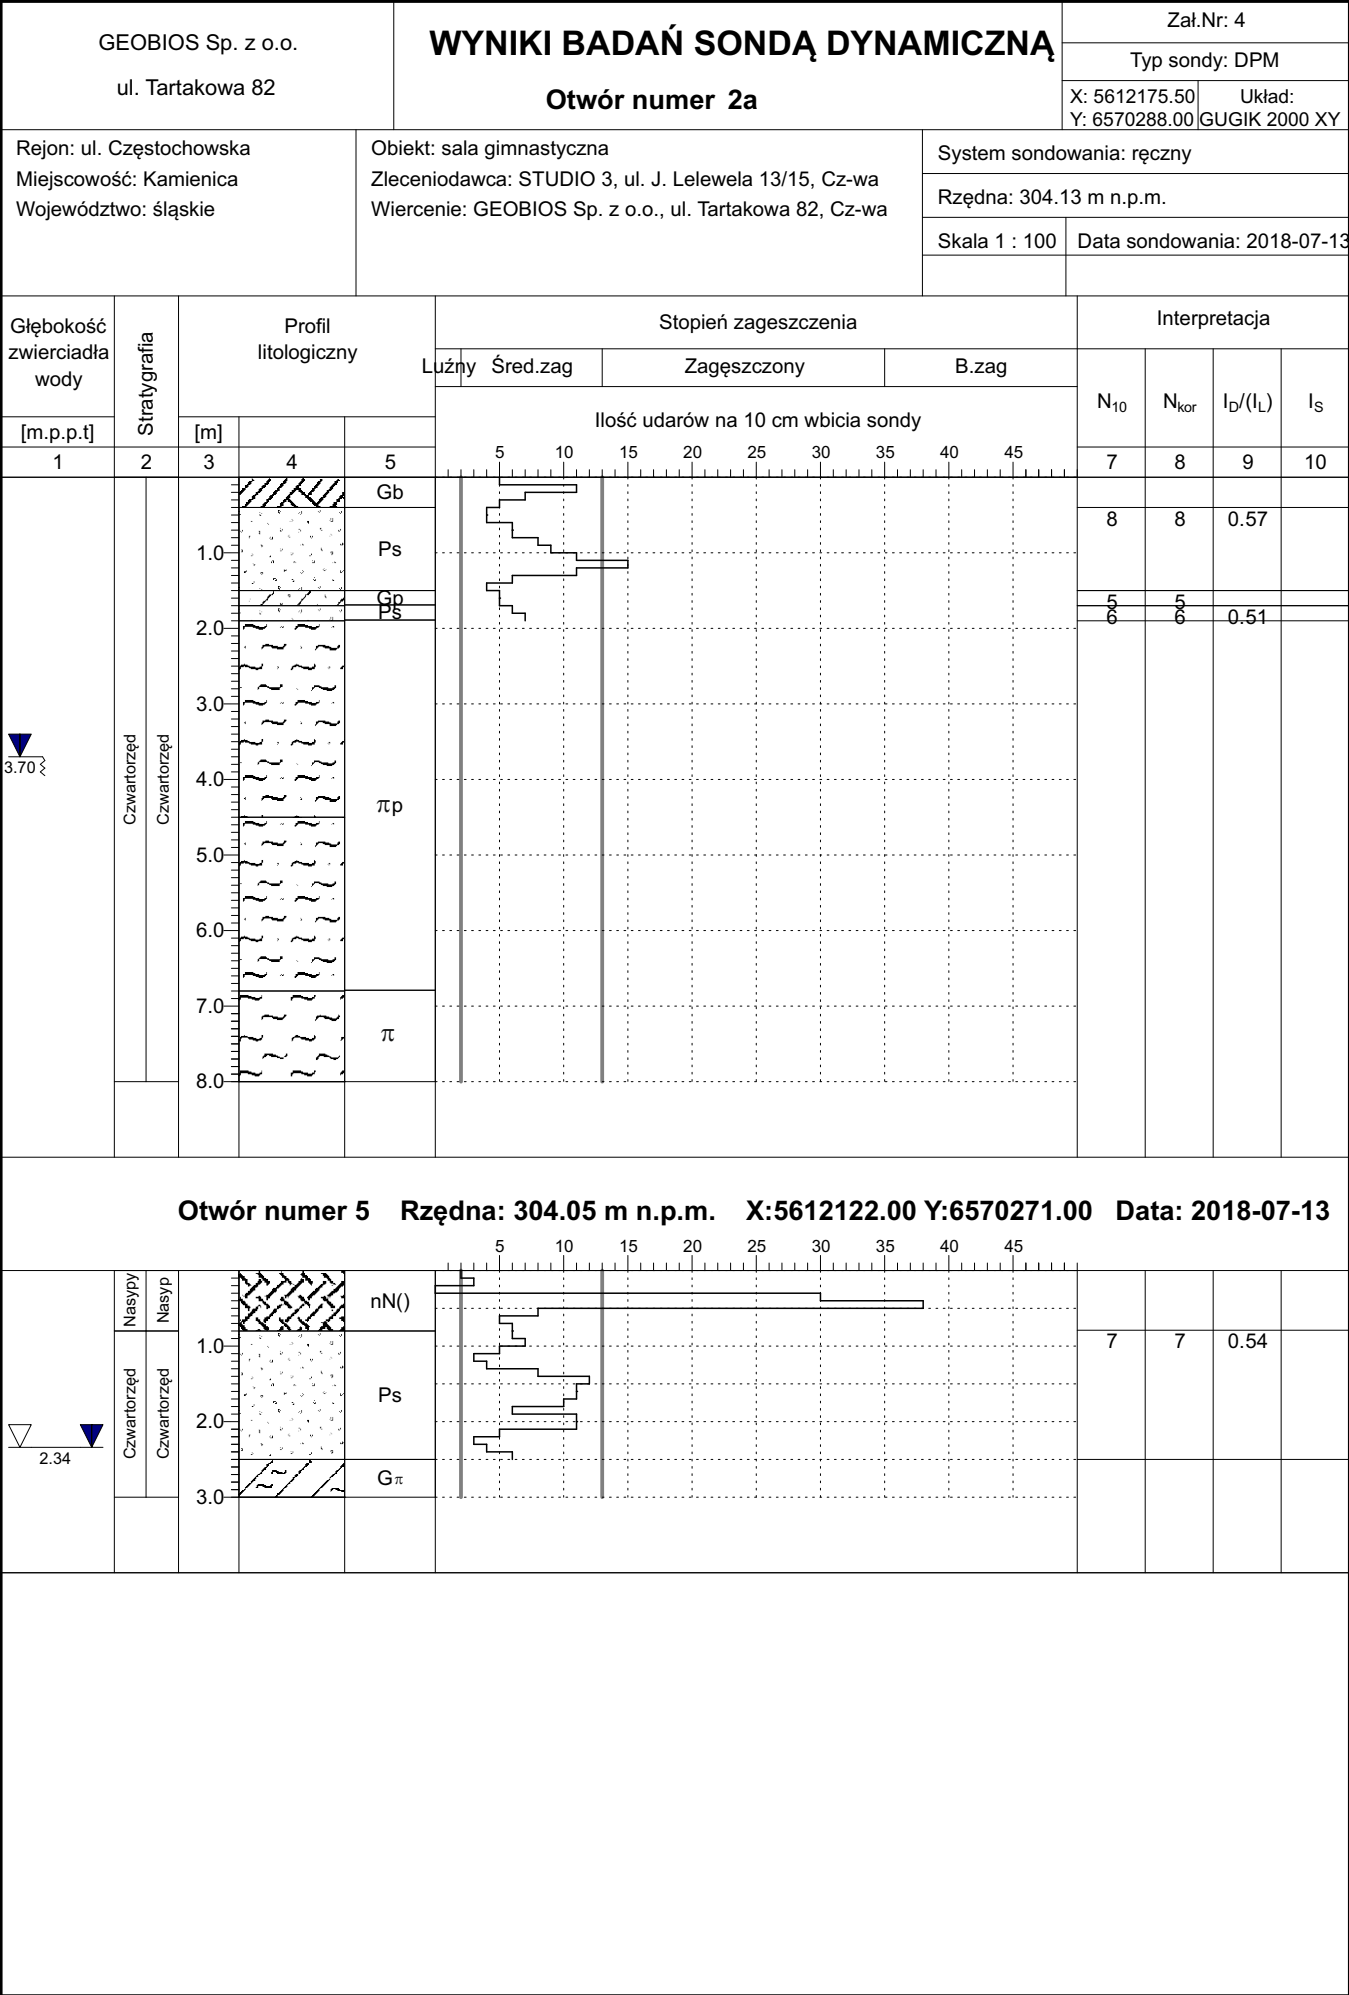 GEOBIOS Sp. z o.o.
ul. Tartakowa 82
WYNIKI BADAŃ SONDĄ DYNAMICZNĄ
Otwór numer 2a
Zał.Nr: 4
Typ sondy: DPM
X: 5612175.50 Układ:
Y: 6570288.00 GUGIK 2000 XY
Rejon: ul. Częstochowska
Miejscowość: Kamienica
Województwo: śląskie
Obiekt: sala gimnastyczna
Zleceniodawca: STUDIO 3, ul. J. Lelewela 13/15, Cz-wa
Wiercenie: GEOBIOS Sp. z o.o., ul. Tartakowa 82, Cz-wa
System sondowania: ręczny
Rzędna: 304.13 m n.p.m.
Skala 1 : 100 Data sondowania: 2018-07-13
Głębokość
zwierciadła
wody
[m.p.p.t]
Stratygrafia
Profil
litologiczny
[m]
Stopień zageszczenia
Luźny Śred.zag Zagęszczony B.zag
Ilość udarów na 10 cm wbicia sondy
Interpretacja
N10 Nkor ID/(IL) IS
5 10 15 20 25 30 35 40 45
1 2 3 4 5 7 8 9 10
Gb
8 8 0.57
Ps
1.0
Gp
5 5
Ps
6 6 0.51
2.0
3.0
3.70
Czwartorzęd Czwartorzęd
4.0
πp
5.0
6.0
7.0
π
8.0
Otwór numer 5 Rzędna: 304.05 m n.p.m. X:5612122.00 Y:6570271.00 Data: 2018-07-13
5 10 15 20 25 30 35 40 45
Nasypy Nasyp
nN()
1.0
7 7 0.54
Czwartorzęd Czwartorzęd
Ps
2.0
2.34
Gπ
3.0